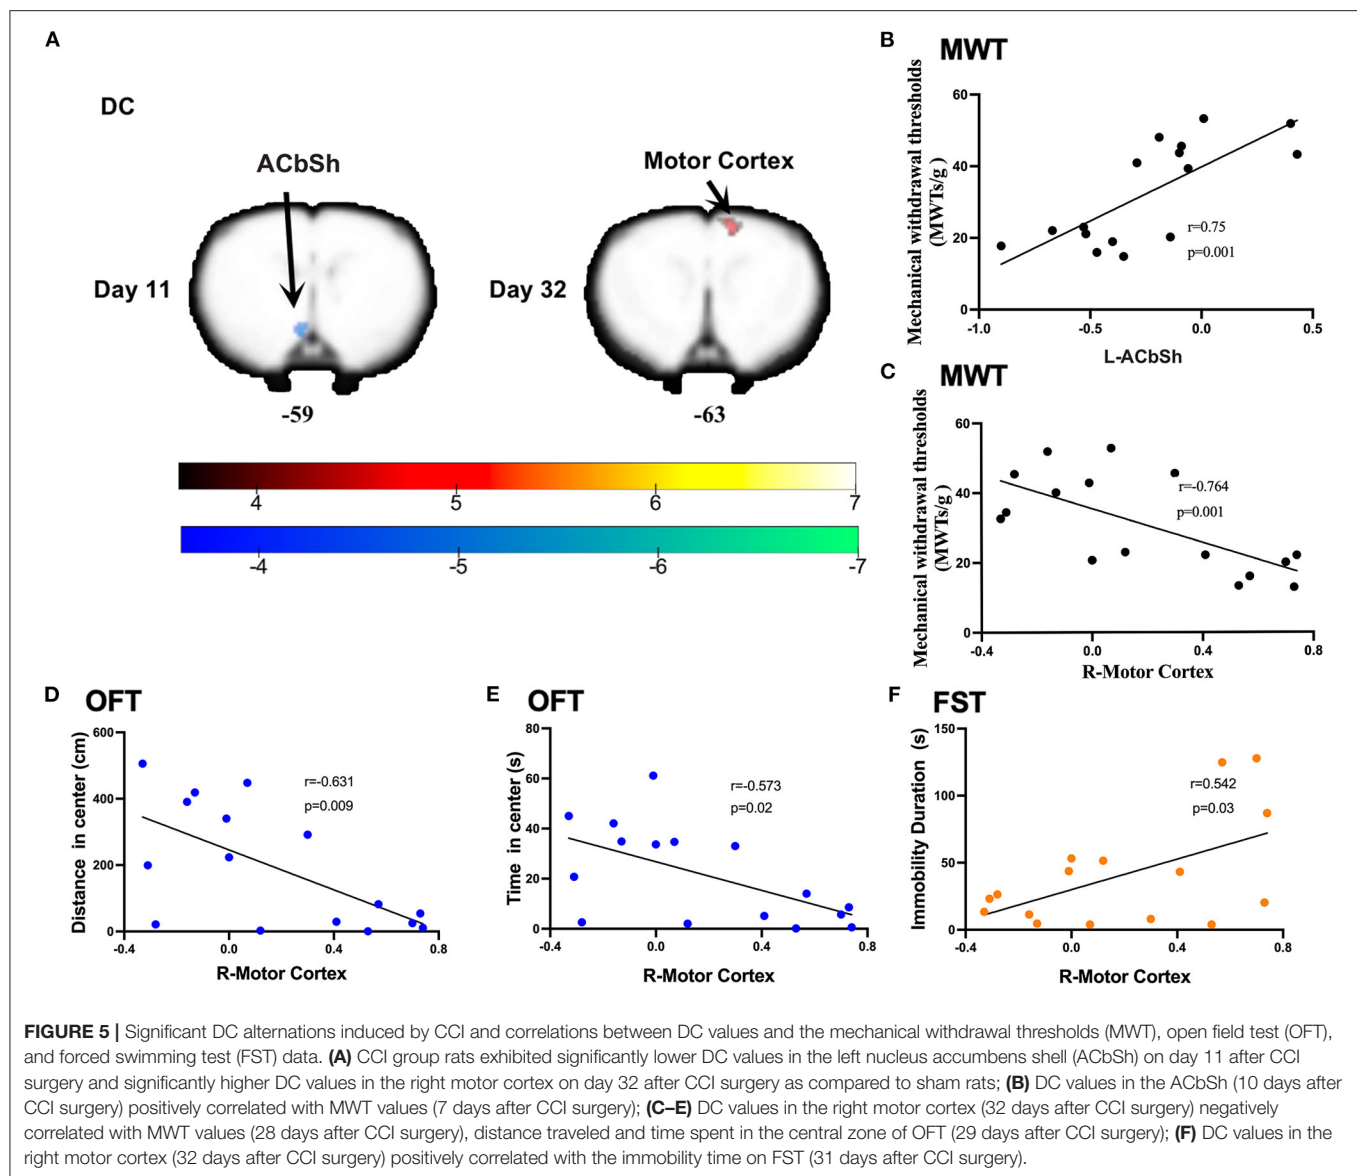 A
DC
ACbSh
Motor Cortex
Day 11
Day 32
-59
-63
4 5 6 7
-4 -5 -6 -7
B MWT
Mechanical withdrawal thresholds
(MWTs/g)
60
40
20
0
r=0.75
p=0.001
-1.0 -0.5 0.0 0.5
L-ACbSh
C MWT
Mechanical withdrawal thresholds
(MWTs/g)
60
40
20
0
r=-0.764
p=0.001
-0.4 0.0 0.4 0.8
R-Motor Cortex
D OFT
Distance in center (cm)
600
400
200
0
r=-0.631
p=0.009
-0.4 0.0 0.4 0.8
R-Motor Cortex
E OFT
Time in center (s)
80
60
40
20
0
r=-0.573
p=0.02
-0.4 0.0 0.4 0.8
R-Motor Cortex
F FST
Immobility Duration (s)
150
100
50
0
r=0.542
p=0.03
-0.4 0.0 0.4 0.8
R-Motor Cortex
FIGURE 5 | Significant DC alternations induced by CCI and correlations between DC values and the mechanical withdrawal thresholds (MWT), open field test (OFT),
and forced swimming test (FST) data. (A) CCI group rats exhibited significantly lower DC values in the left nucleus accumbens shell (ACbSh) on day 11 after CCI
surgery and significantly higher DC values in the right motor cortex on day 32 after CCI surgery as compared to sham rats; (B) DC values in the ACbSh (10 days after
CCI surgery) positively correlated with MWT values (7 days after CCI surgery); (C–E) DC values in the right motor cortex (32 days after CCI surgery) negatively
correlated with MWT values (28 days after CCI surgery), distance traveled and time spent in the central zone of OFT (29 days after CCI surgery); (F) DC values in the
right motor cortex (32 days after CCI surgery) positively correlated with the immobility time on FST (31 days after CCI surgery).